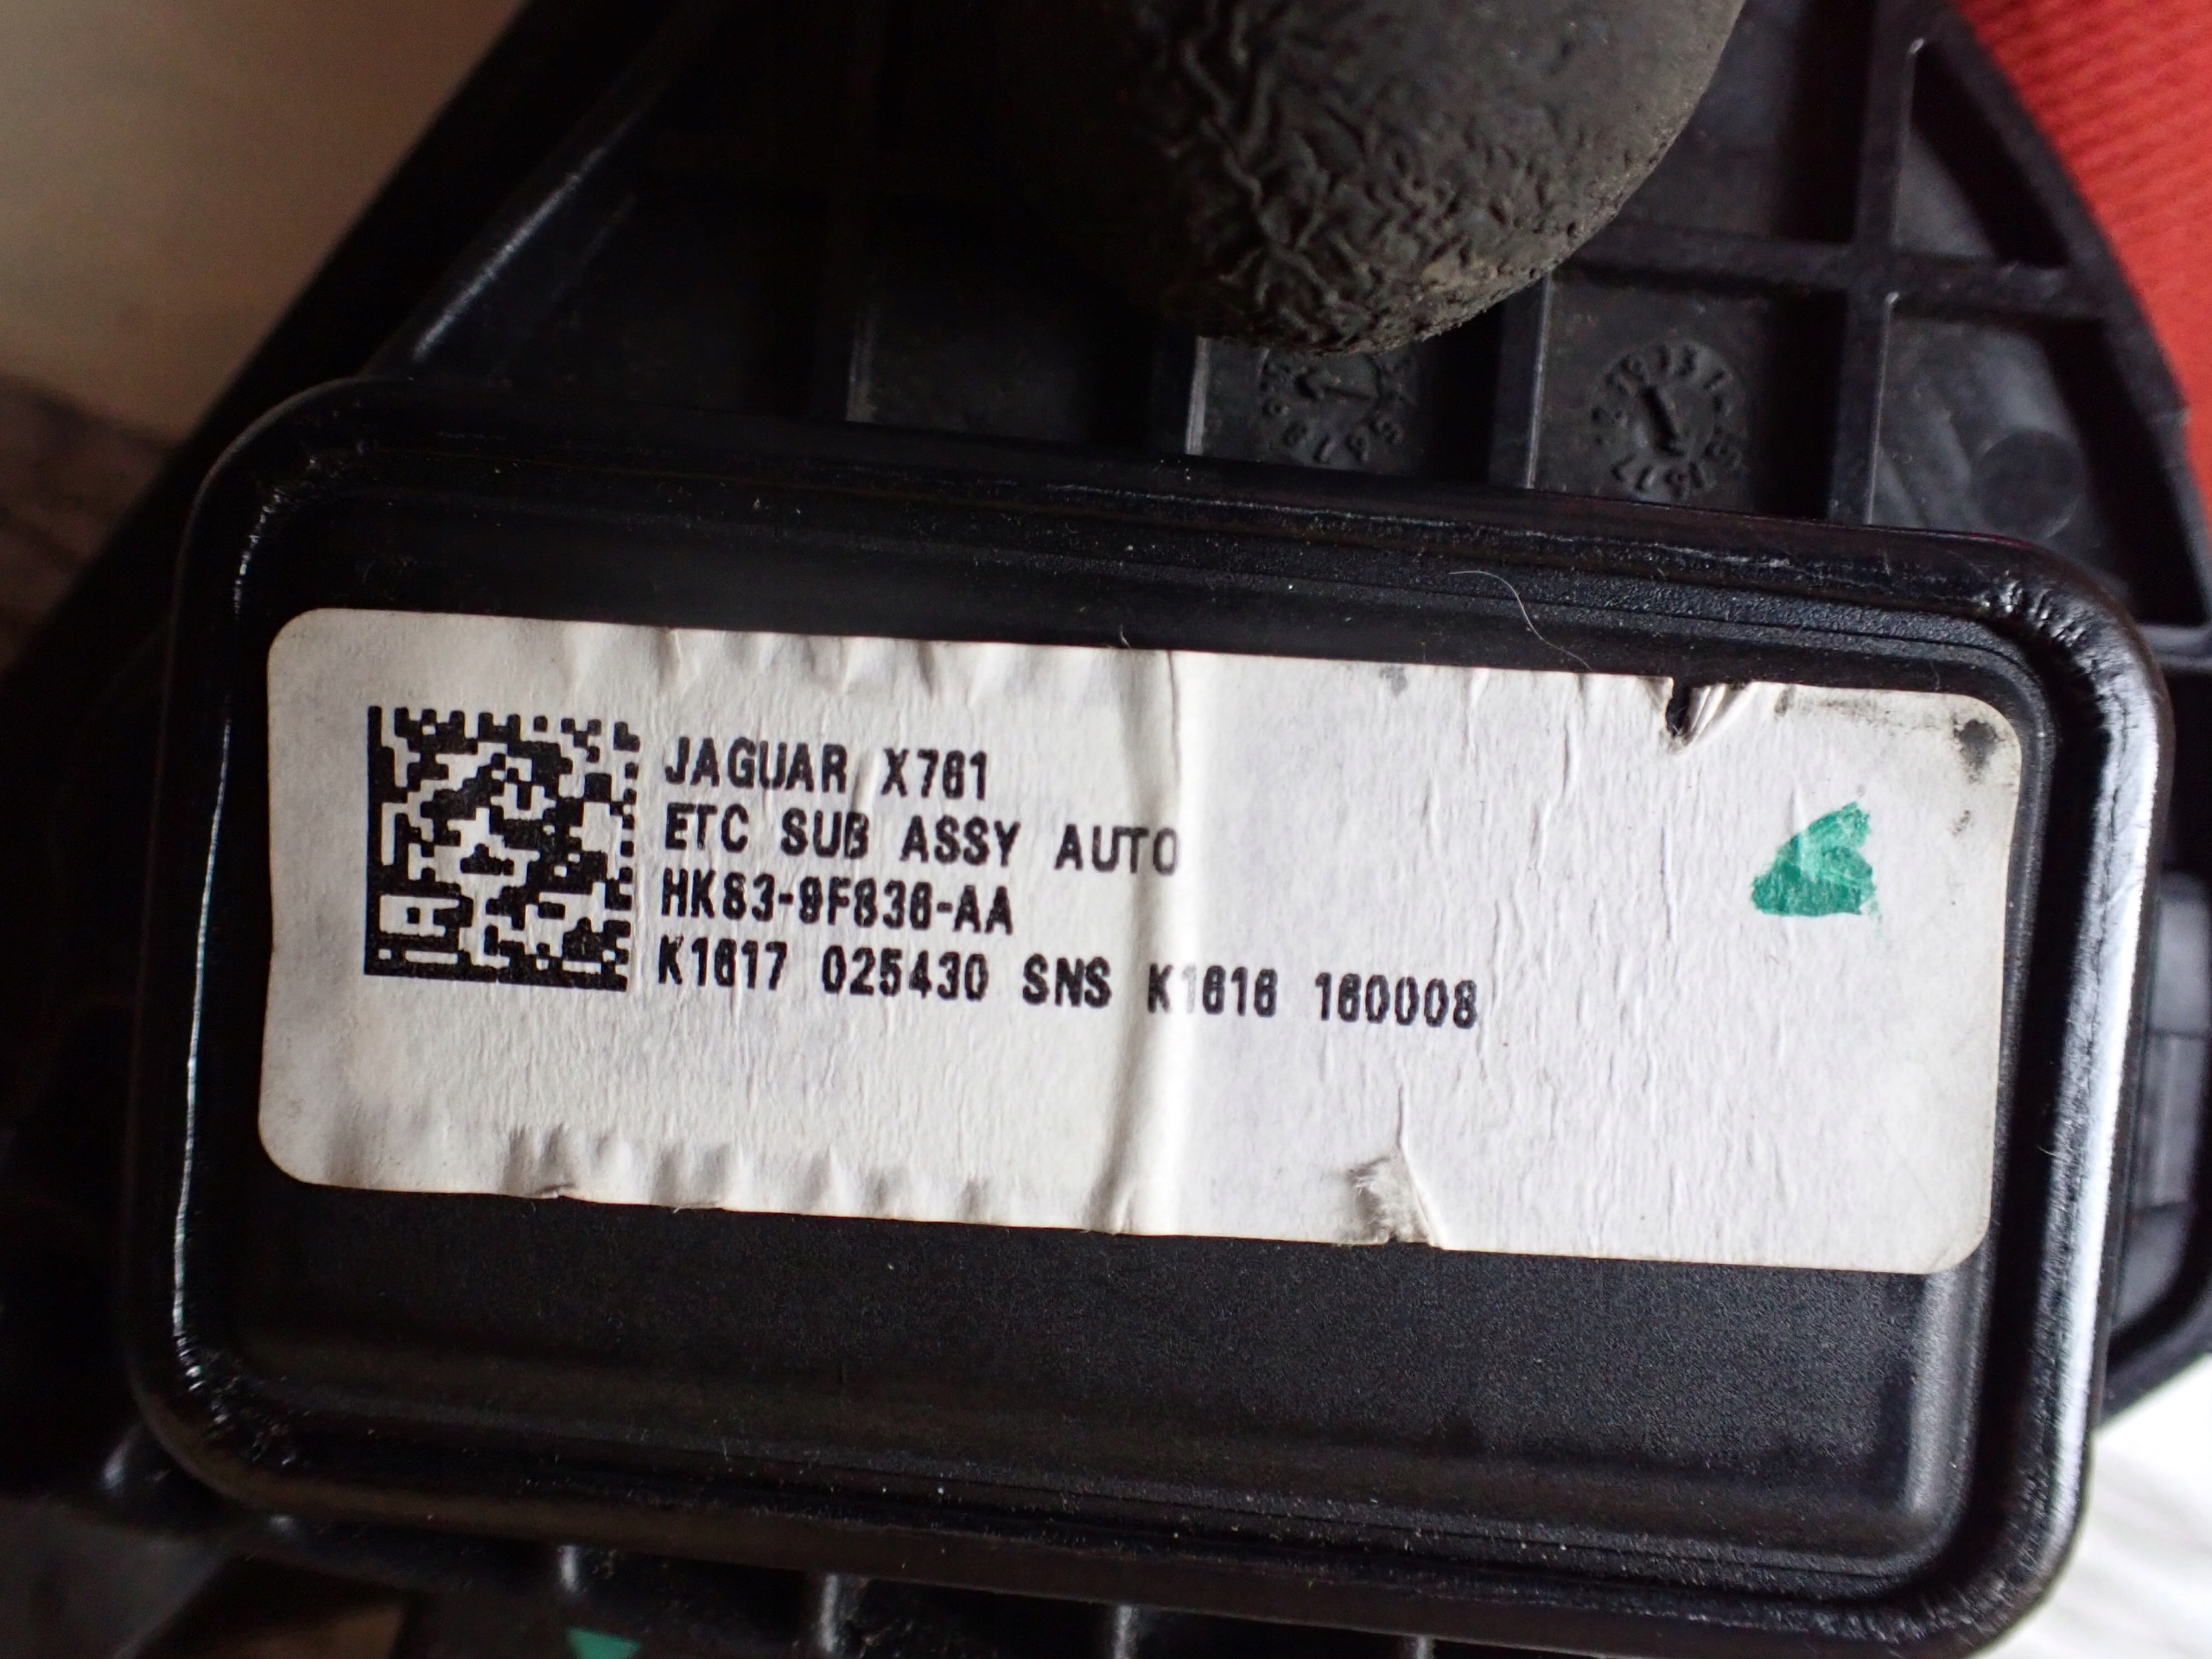 JAGUAR X761
ETC SUB ASSY AUTO
HK83-9F836-AA
K1617 025430 SNS K1616 160008